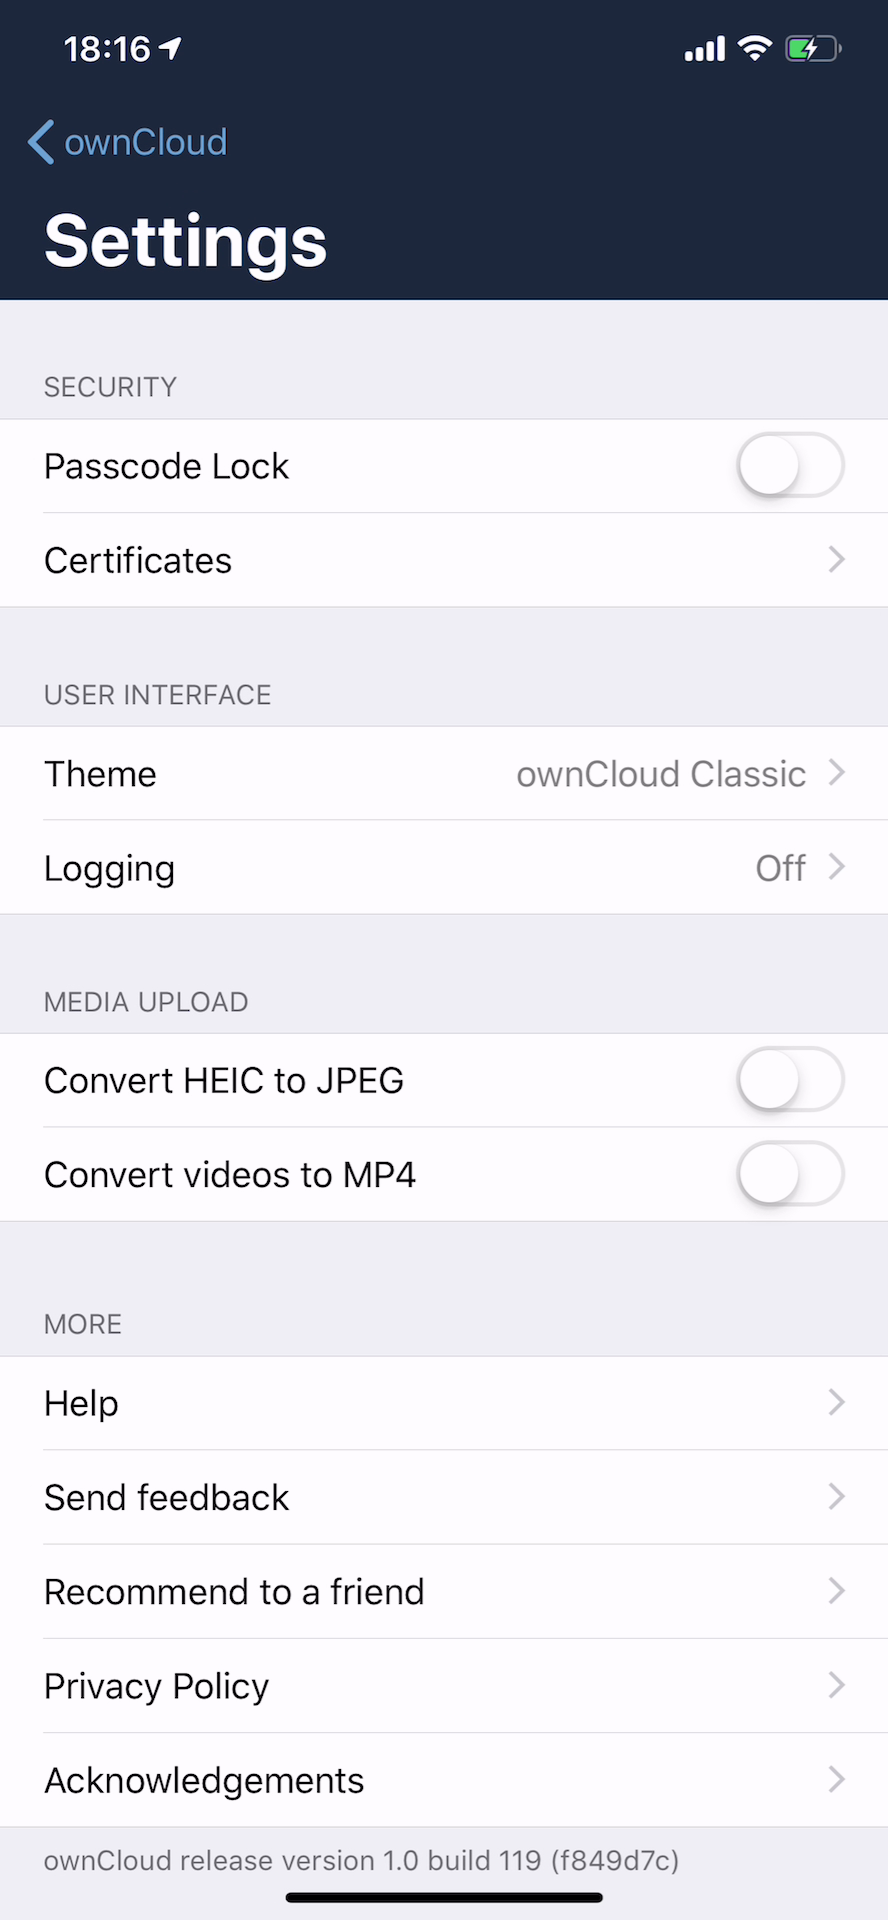 18:16
ownCloud
Settings
SECURITY
Passcode Lock
Certificates
USER INTERFACE
Theme ownCloud Classic
Logging Off
MEDIA UPLOAD
Convert HEIC to JPEG
Convert videos to MP4
MORE
Help
Send feedback
Recommend to a friend
Privacy Policy
Acknowledgements
ownCloud release version 1.0 build 119 (f849d7c)